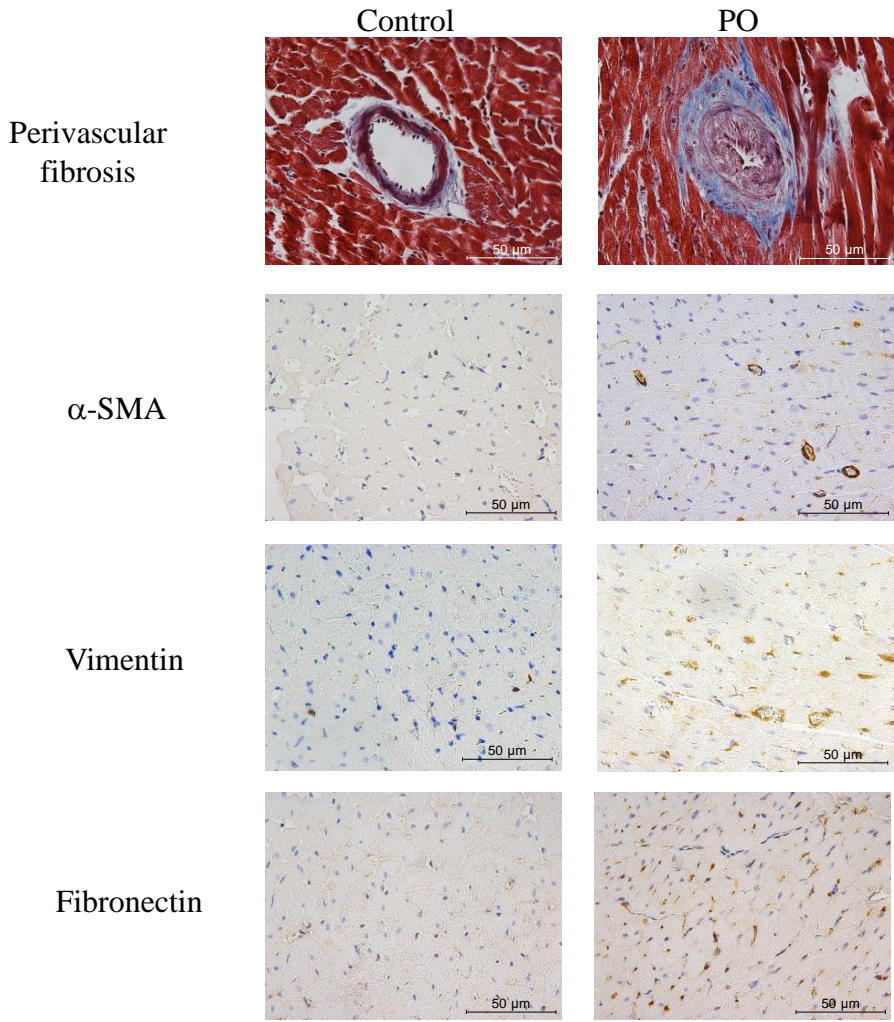 Control PO
Perivascular
fibrosis
50 µm 50 µm
α-SMA
50 µm 50 µm
Vimentin
50 µm 50 µm
Fibronectin
50 µm 50 µm